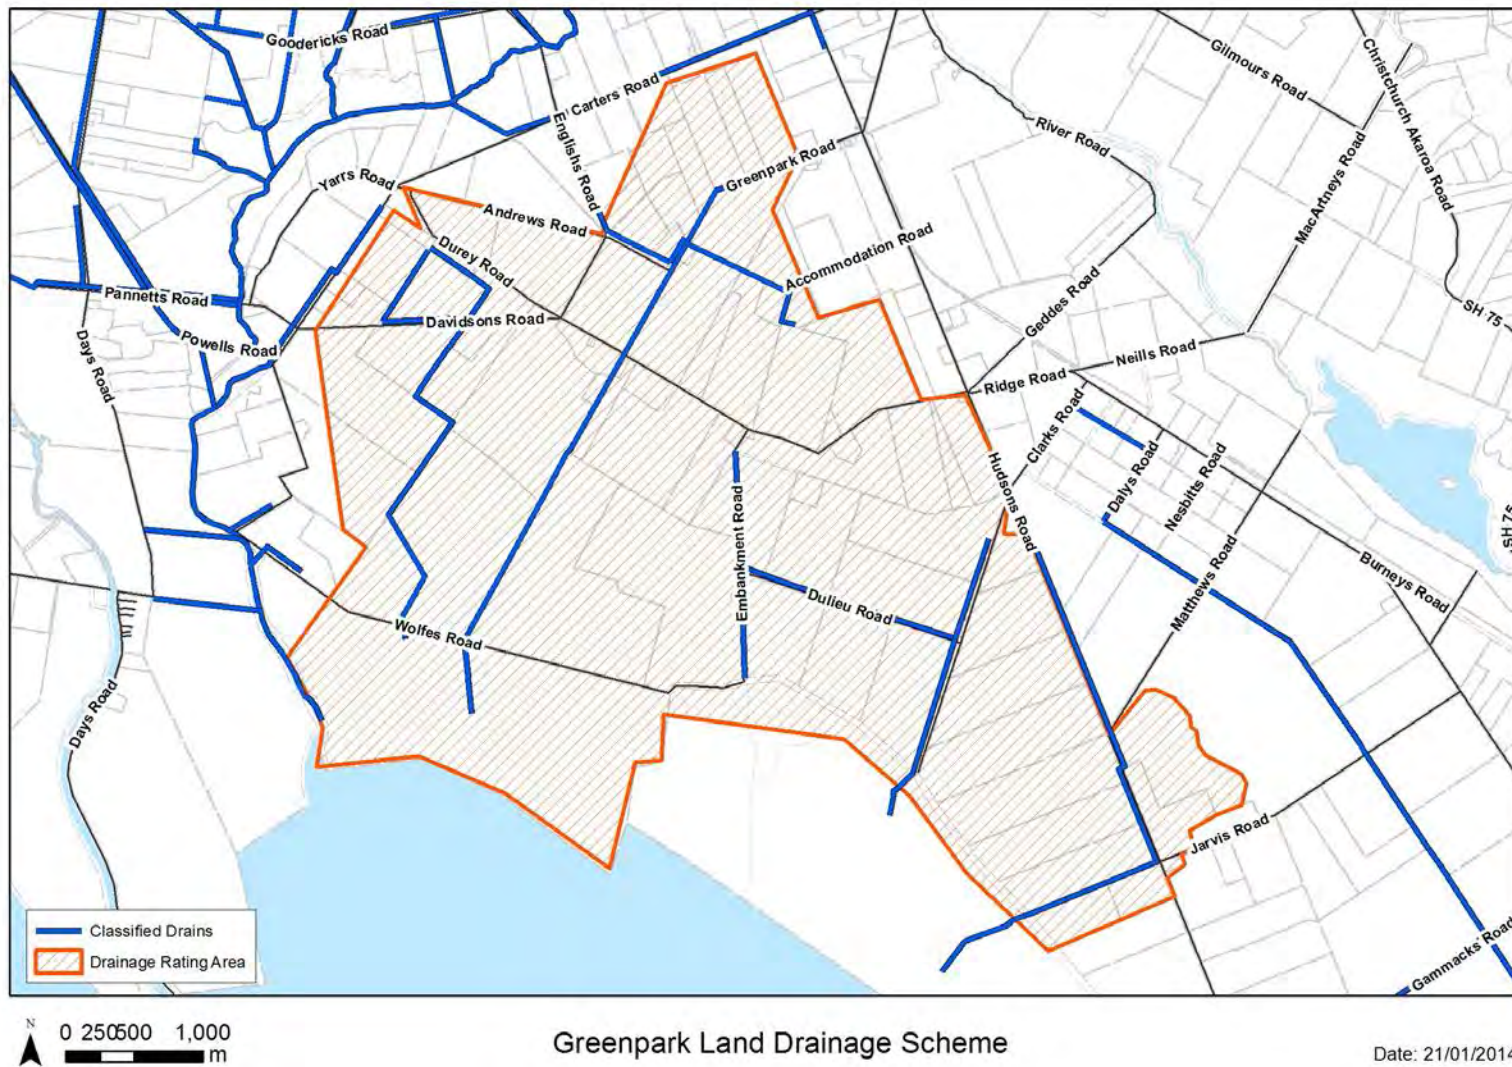 Goodericks Road
Carters Road
Englishs Road
Yarrs Road
Andrews Road
Greenpark Road
Gilmours Road
Christchurch Akaroa Road
River Road
MacArtneys Road
Durey Road
Accommodation Road
Pannetts Road
Davidsons Road
Powells Road
Days Road
Geddes Road
SH 75
Neills Road
Ridge Road
Clarks Road
Hudsons Road
Dalys Road
Nesbitts Road
SH 75
Embankment Road
Matthews Road
Burneys Road
Dulieu Road
Wolfes Road
Days Road
Jarvis Road
Gammacks Road
Classified Drains
Drainage Rating Area
N
0 250500 1,000
m
Greenpark Land Drainage Scheme
Date: 21/01/2014